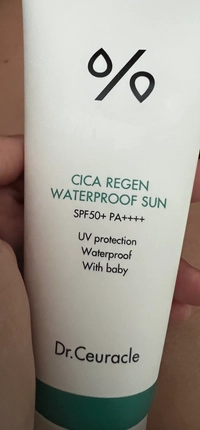 CICA REGEN
WATERPROOF SUN
SPF50+ PA++++
UV protection
Waterproof
With baby
Dr.Ceuracle